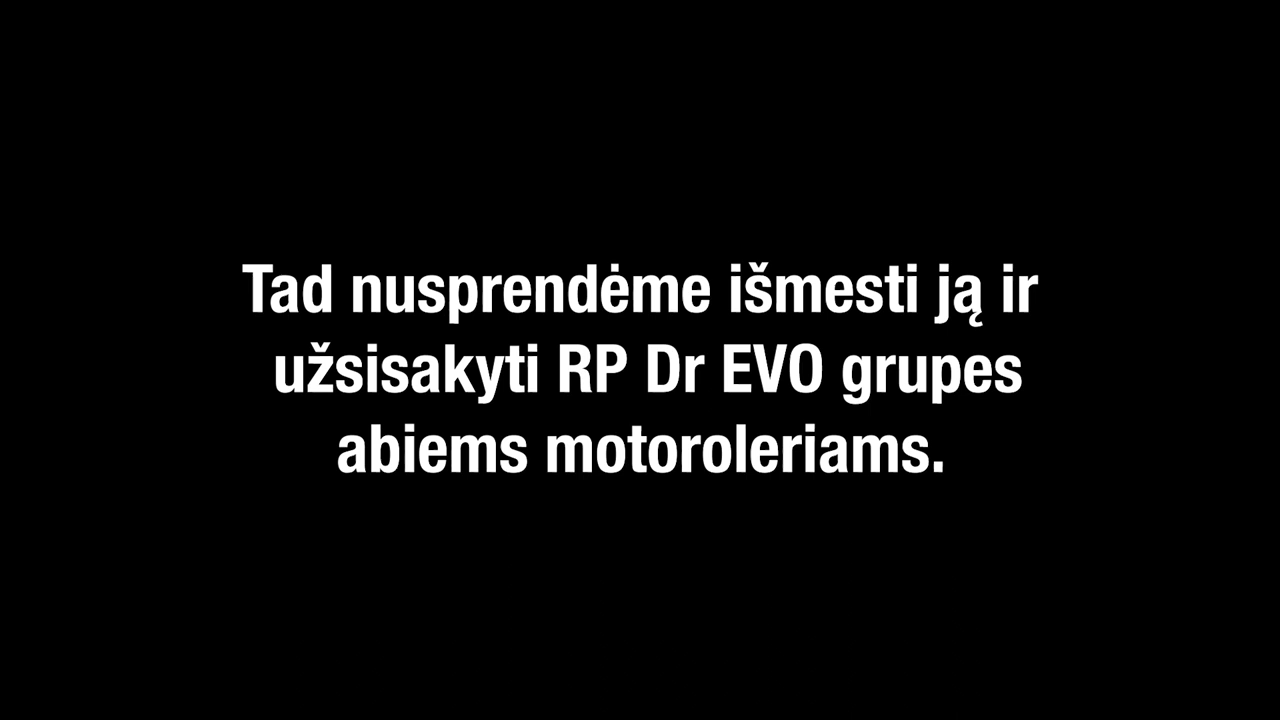 Tad nusprendėme išmesti ją ir
užsisakyti RP Dr EVO grupes
abiems motoroleriams.